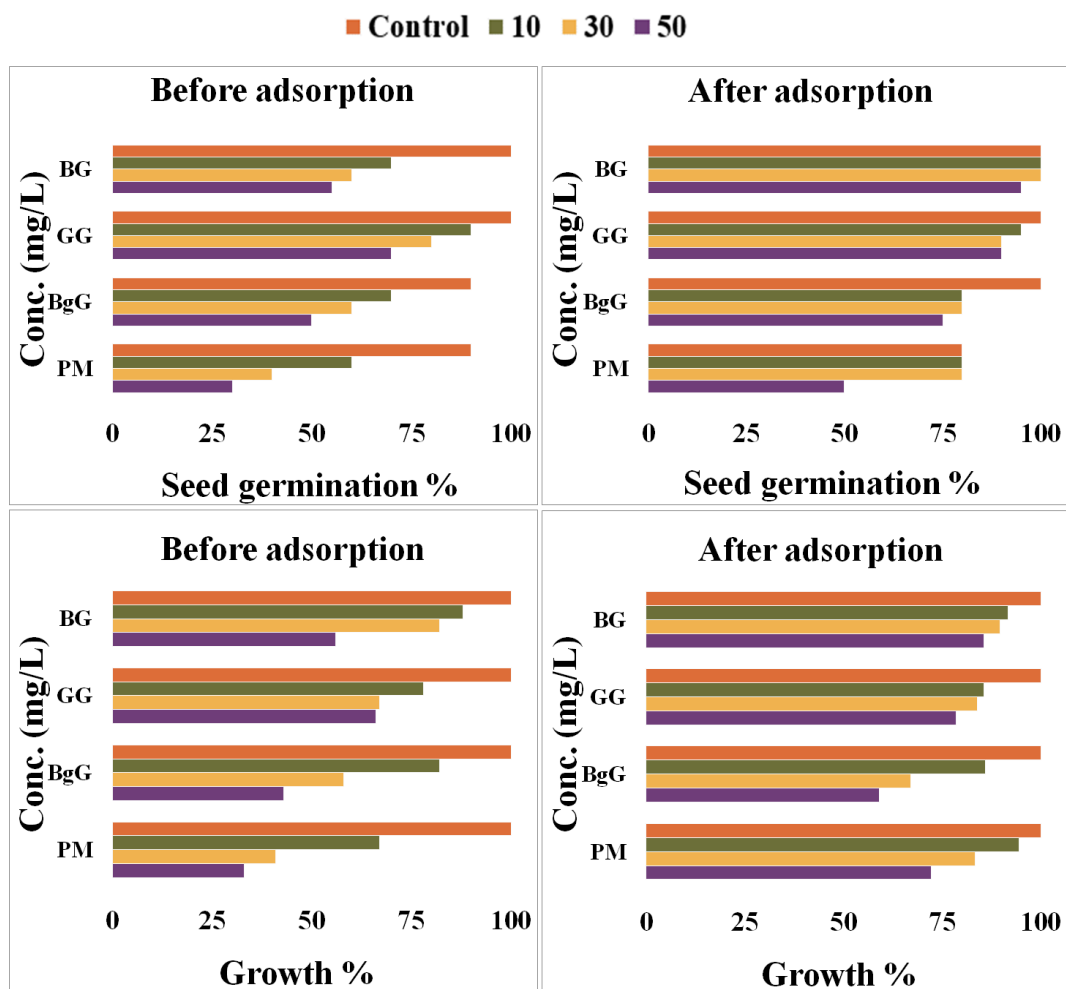 Control 10 30 50
Before adsorption
Conc. (mg/L)
BG
GG
BgG
PM
0 25 50 75 100
Seed germination %
After adsorption
Conc. (mg/L)
BG
GG
BgG
PM
0 25 50 75 100
Seed germination %
Before adsorption
Conc. (mg/L)
BG
GG
BgG
PM
0 25 50 75 100
Growth %
After adsorption
Conc. (mg/L)
BG
GG
BgG
PM
0 25 50 75 100
Growth %